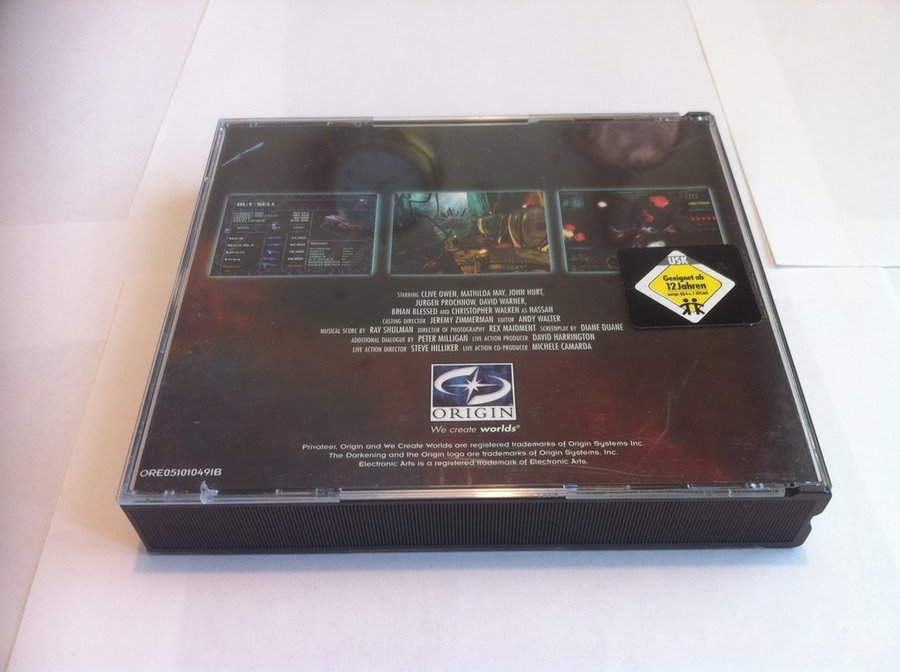 BUY/SELL
STARRING CLIVE OWEN, MATHILDA MAY, JOHN HURT,
JURGEN PROCHNOW, DAVID WARNER,
BRIAN BLESSED AND CHRISTOPHER WALKEN AS HASSAN
CASTING DIRECTOR JEREMY ZIMMERMAN EDITOR ANDY WALTER
MUSICAL SCORE BY RAY SHULMAN DIRECTOR OF PHOTOGRAPHY REX MAIDMENT SCREENPLAY BY DIANE DUANE
ADDITIONAL DIALOGUE BY PETER MILLIGAN LIVE ACTION PRODUCER DAVID HARRINGTON
LIVE ACTION DIRECTOR STEVE HILLIKER LIVE ACTION CO-PRODUCER MICHELE CAMARDA
USK
Geeignet ab
12 Jahren
ORIGIN
We create worlds®
Privateer, Origin and We Create Worlds are registered trademarks of Origin Systems Inc.
The Darkening and the Origin logo are trademarks of Origin Systems, Inc.
Electronic Arts is a registered trademark of Electronic Arts.
ORE05101049IB